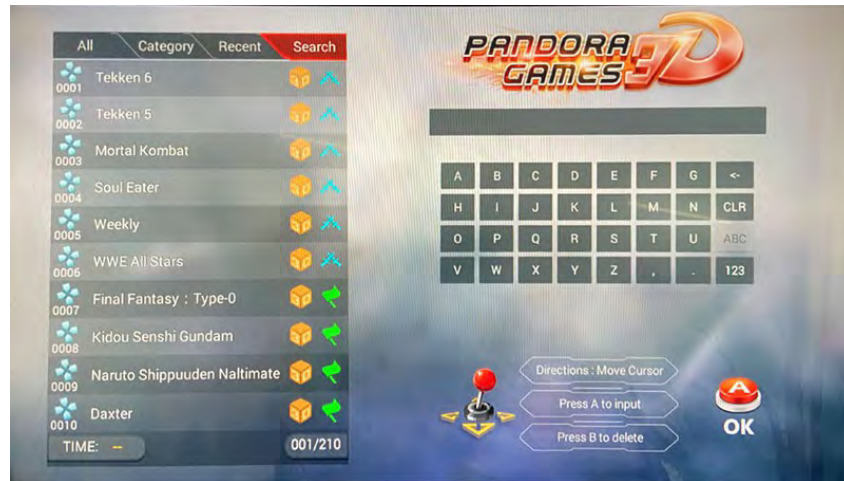 All Category Recent Search
0001 Tekken 6
0002 Tekken 5
0003 Mortal Kombat
0004 Soul Eater
0005 Weekly
0006 WWE All Stars
0007 Final Fantasy : Type-0
0008 Kidou Senshi Gundam
0009 Naruto Shippuuden Naltimate
0010 Daxter
TIME: -- 001/210
PANDORA
GAMES 3D
A B C D E F G <-
H I J K L M N CLR
O P Q R S T U ABC
V W X Y Z , . 123
Directions : Move Cursor
Press A to input
Press B to delete
A
OK